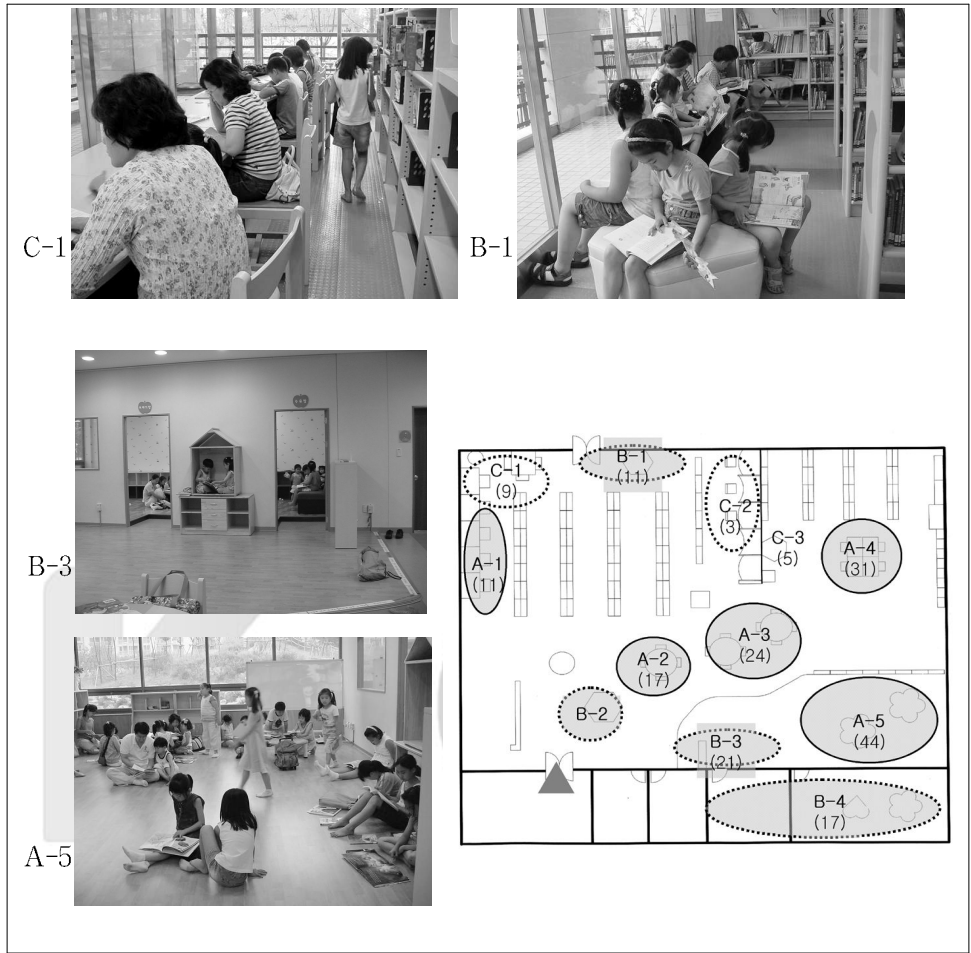 C-1
B-1
B-3
A-5
C-1
(9)
B-1
(11)
C-2
(3)
C-3
(5)
A-1
(11)
A-4
(31)
A-3
(24)
A-2
(17)
B-2
A-5
(44)
B-3
(21)
B-4
(17)